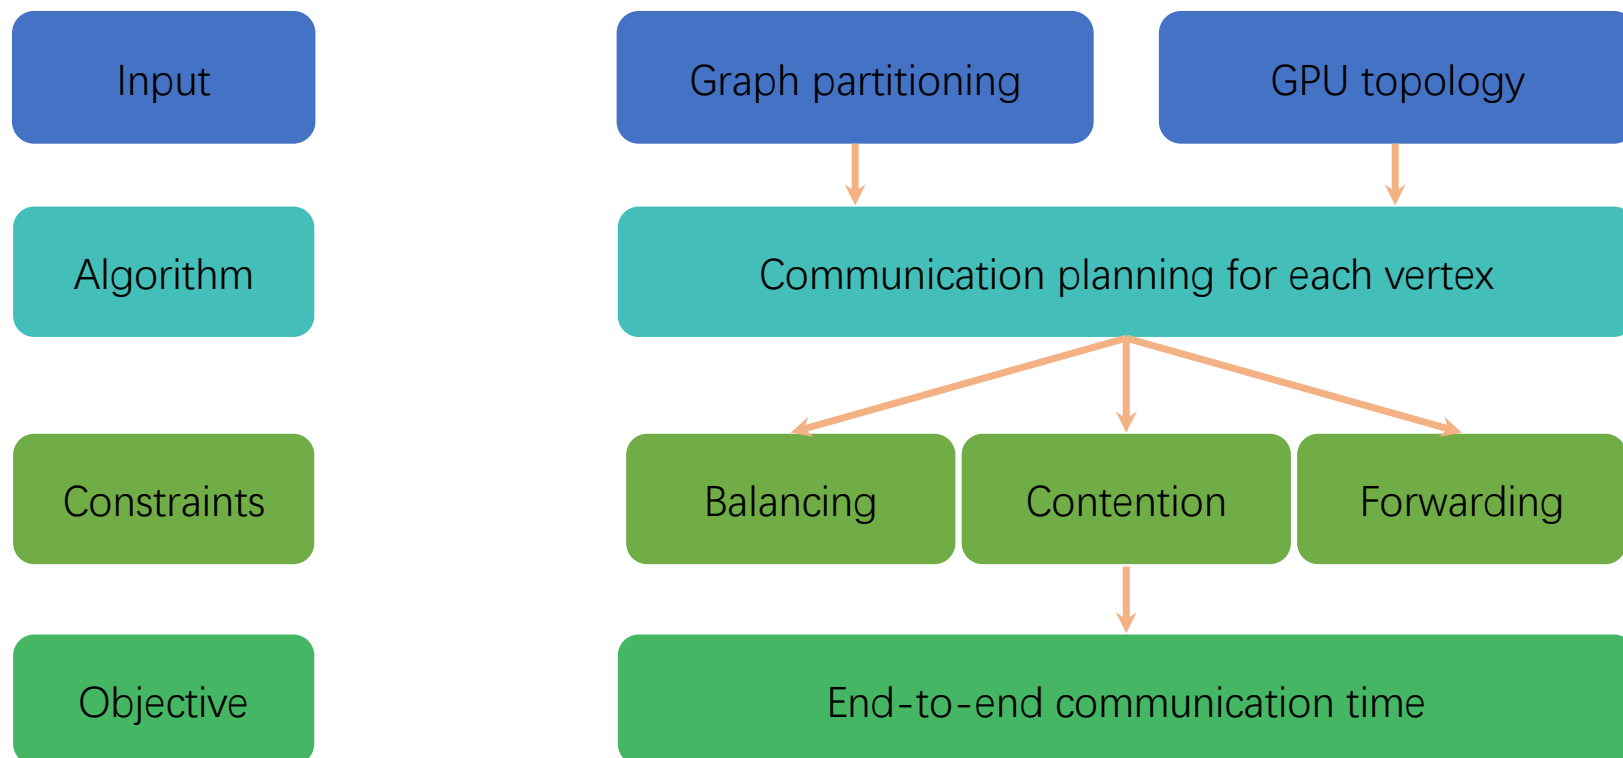 Input
Graph partitioning
GPU topology
Algorithm
Communication planning for each vertex
Constraints
Balancing
Contention
Forwarding
Objective
End-to-end communication time